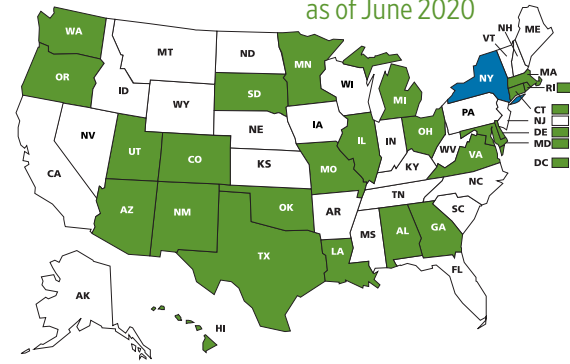 as of June 2020
WA
MT
ND
MN
VT
NH
ME
OR
ID
SD
WI
NY
MA
RI
WY
MI
CT
NE
IA
PA
NJ
DE
NV
UT
CO
IL
IN
OH
WV
MD
VA
DC
CA
KS
MO
KY
NC
TN
AZ
NM
OK
AR
SC
MS
AL
GA
TX
LA
FL
AK
HI